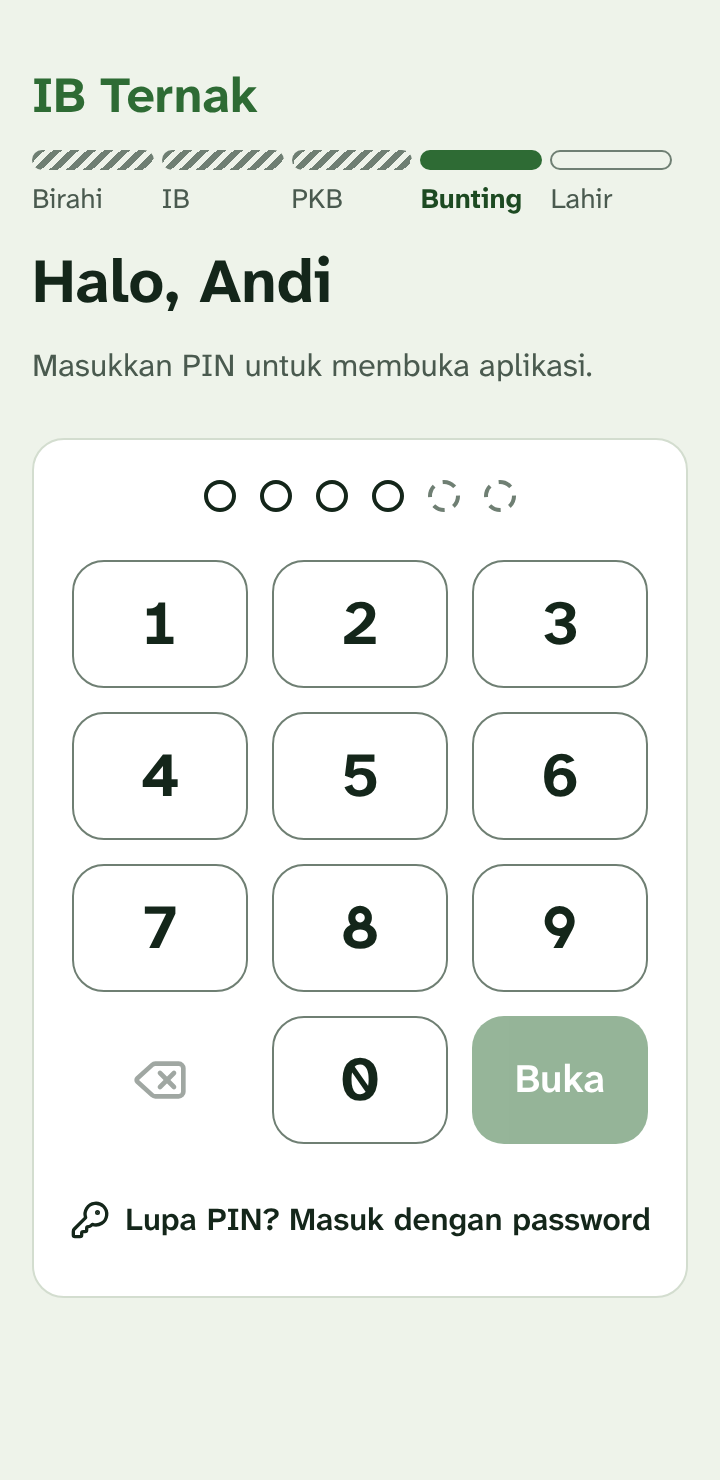 IB Ternak
Birahi IB PKB Bunting Lahir
Halo, Andi
Masukkan PIN untuk membuka aplikasi.
1 2 3
4 5 6
7 8 9
0 Buka
Lupa PIN? Masuk dengan password